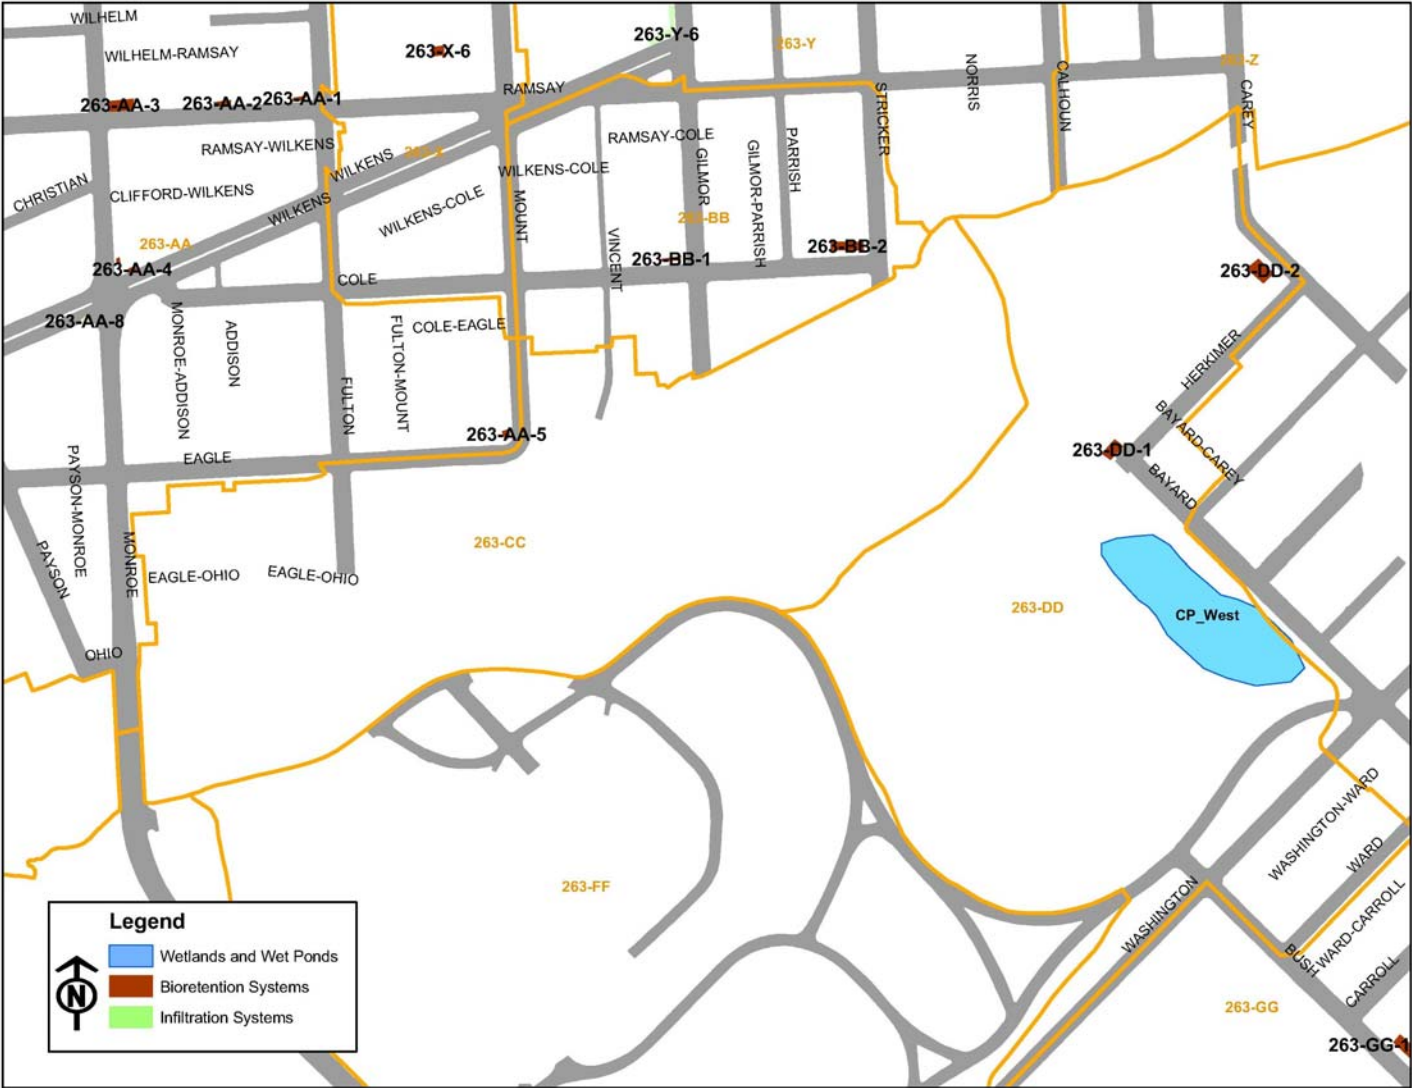 WILHELM
263-X-6
263-Y-6
263-Y
263-Z
WILHELM-RAMSAY
RAMSAY
NORRIS
CALHOUN
CAREY
263-AA-3
263-AA-2
263-AA-1
STRICKER
RAMSAY-WILKENS
263-X
WILKENS
RAMSAY-COLE
PARRISH
GILMOR
GILMOR-PARRISH
WILKENS-COLE
CHRISTIAN
CLIFFORD-WILKENS
WILKENS
WILKENS-COLE
MOUNT
263-BB
263-AA
VINCENT
263-BB-1
263-BB-2
263-AA-4
COLE
263-DD-2
263-AA-8
MONROE-ADDISON
ADDISON
FULTON-MOUNT
COLE-EAGLE
HERKIMER
FULTON
263-AA-5
BAYARD-CAREY
263-DD-1
EAGLE
BAYARD
PAYSON-MONROE
PAYSON
MONROE
263-CC
EAGLE-OHIO
EAGLE-OHIO
263-DD
CP_West
OHIO
WASHINGTON-WARD
WARD
263-FF
WASHINGTON
WARD-CARROLL
BUSH
CARROLL
263-GG
263-GG-1
Legend
Wetlands and Wet Ponds
Bioretention Systems
Infiltration Systems
N